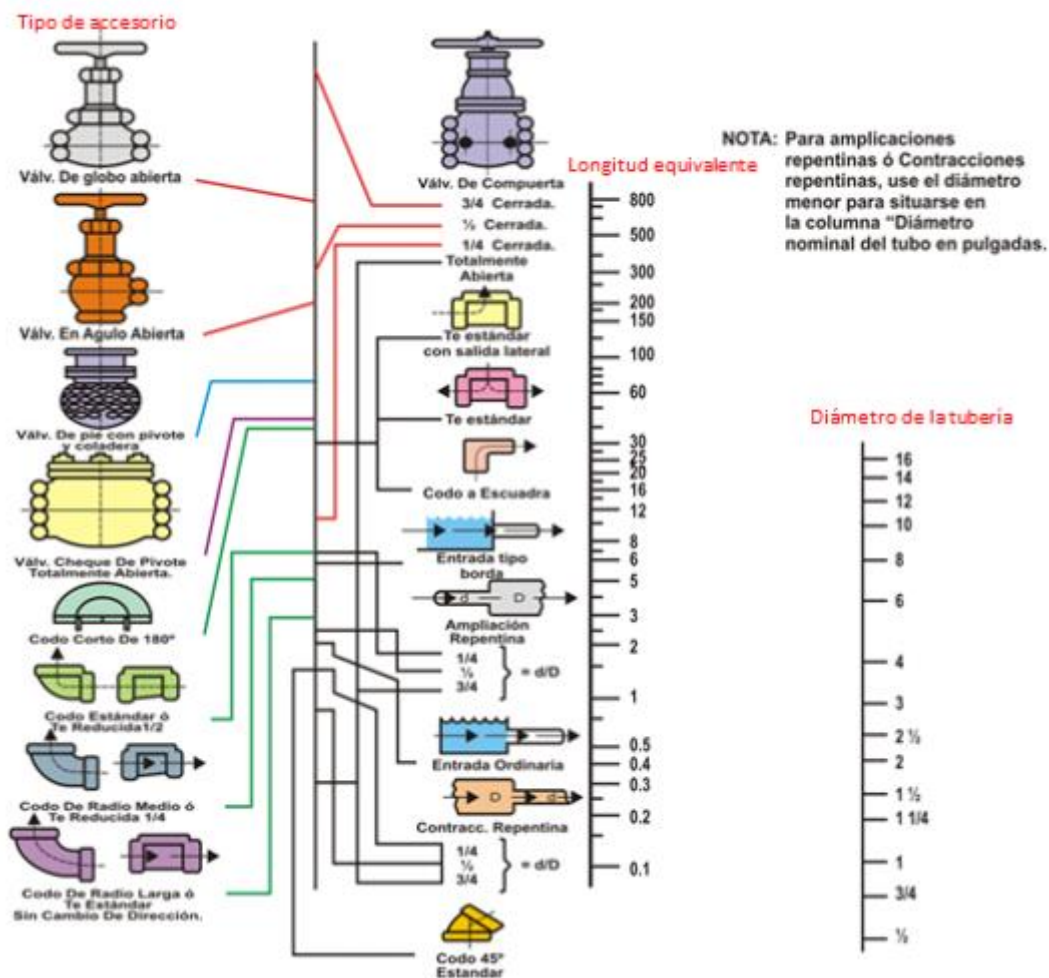 Tipo de accesorio
Válv. De globo abierta
Válv. En Agulo Abierta
Válv. De pie con pivote
y coladera
Válv. Cheque De Pivote
Totalmente Abierta.
Codo Corto De 180º
Codo Estándar ó
Te Reducida1/2
Codo De Radio Medio ó
Te Reducida 1/4
Codo De Radio Larga ó
Te Estándar
Sin Cambio De Dirección.
Válv. De Compuerta
3/4 Cerrada.
½ Cerrada.
1/4 Cerrada.
Totalmente
Abierta
Te estándar
con salida lateral
Te estándar
Codo a Escuadra
Entrada tipo
borda
d D
Ampliación
Repentina
1/4
½ = d/D
3/4
Entrada Ordinaria
D d
Contracc. Repentina
1/4
½ = d/D
3/4
Codo 45º
Estandar
Longitud equivalente
800
500
300
200
150
100
60
30
25
20
16
12
8
6
5
3
2
1
0.5
0.4
0.3
0.2
0.1
NOTA: Para amplicaciones
repentinas ó Contracciones
repentinas, use el diámetro
menor para situarse en
la columna "Diámetro
nominal del tubo en pulgadas.
Diámetro de la tubería
16
14
12
10
8
6
4
3
2 ½
2
1 ½
1 1/4
1
3/4
½